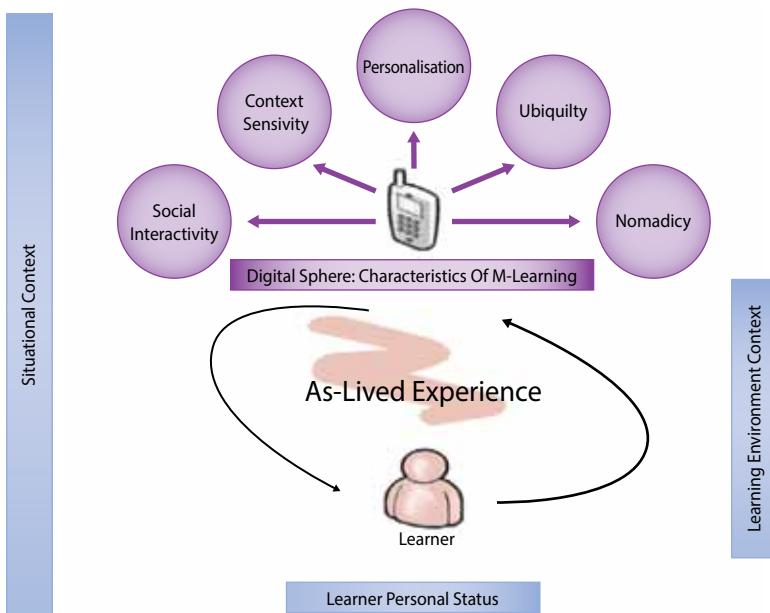 Personalisation
Context
Sensivity
Ubiquilty
Social
Interactivity
Nomadicy
Digital Sphere: Characteristics Of M-Learning
Situational Context
As-Lived Experience
Learning Environment Context
Learner
Learner Personal Status